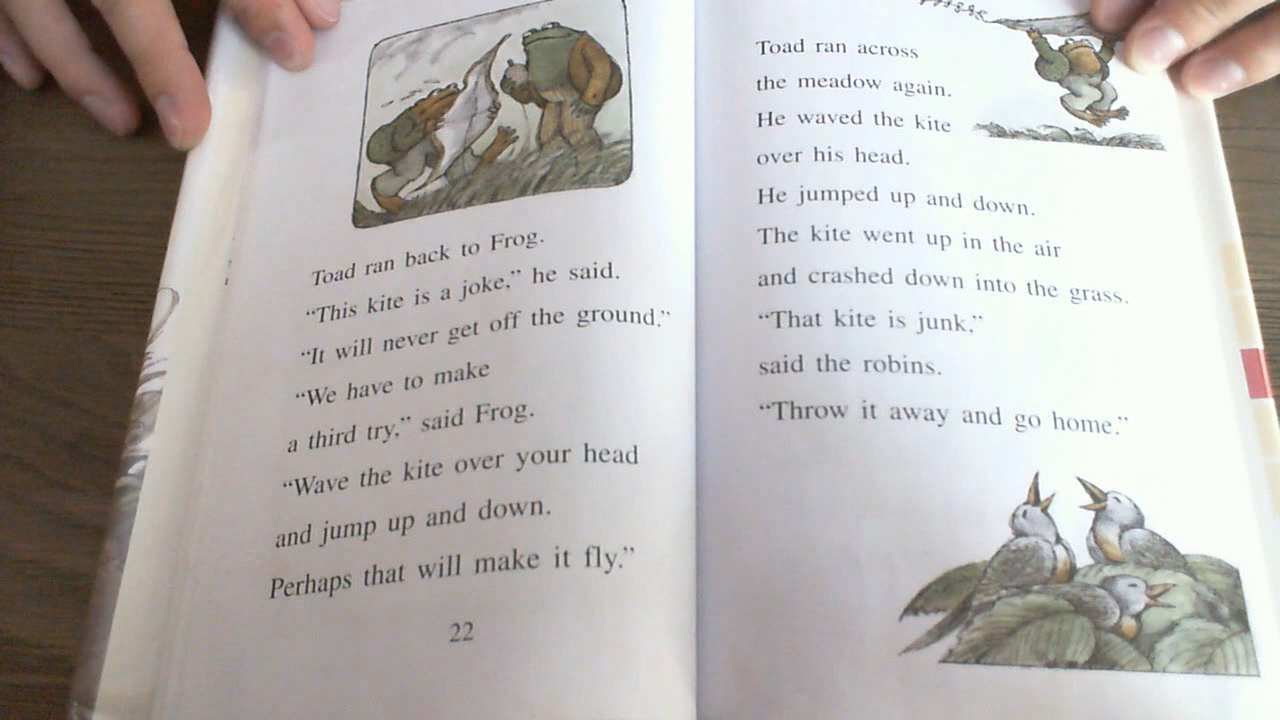 Toad ran back to Frog.
“This kite is a joke,” he said.
“It will never get off the ground.”
“We have to make
a third try,” said Frog.
“Wave the kite over your head
and jump up and down.
Perhaps that will make it fly.”
22
Toad ran across
the meadow again.
He waved the kite
over his head.
He jumped up and down.
The kite went up in the air
and crashed down into the grass.
“That kite is junk,”
said the robins.
“Throw it away and go home.”